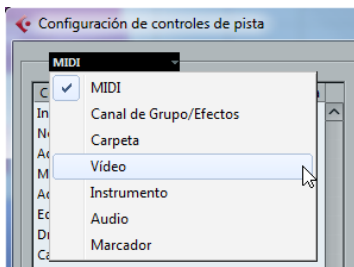 Configuración de controles de pista
MIDI
MIDI
Canal de Grupo/Efectos
Carpeta
Vídeo
Instrumento
Audio
Marcador